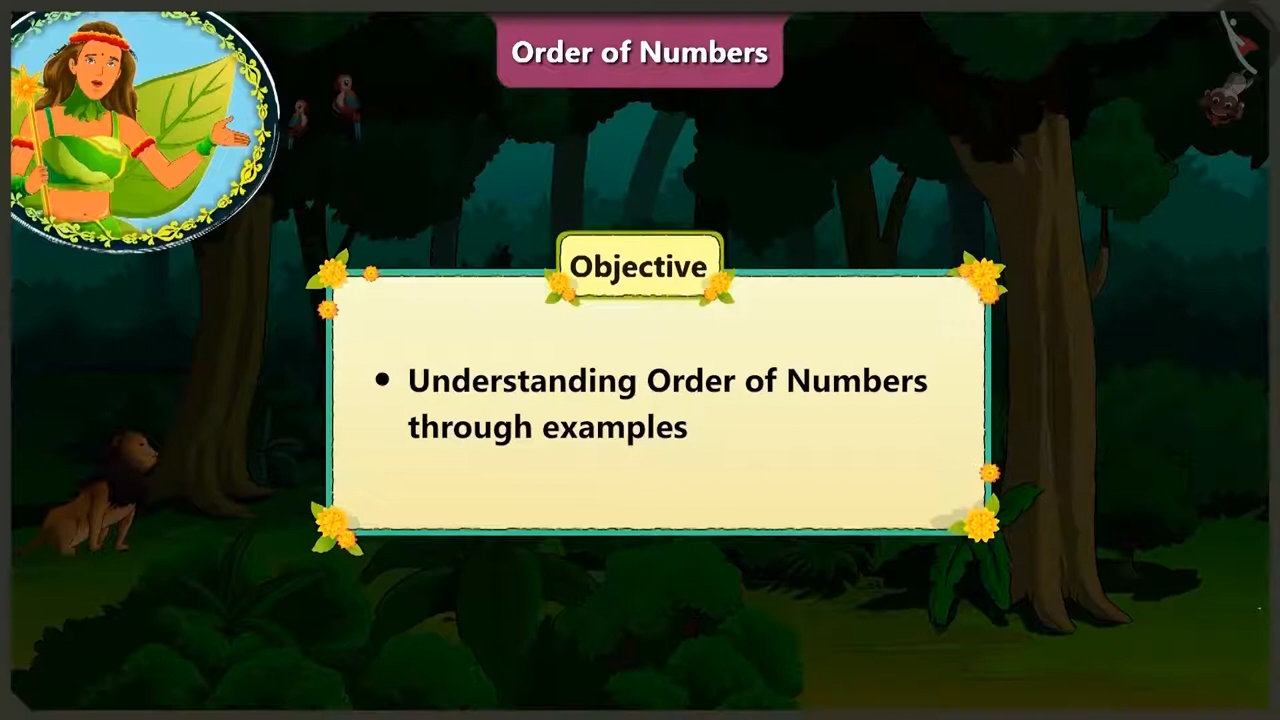 Order of Numbers
Objective
• Understanding Order of Numbers
through examples